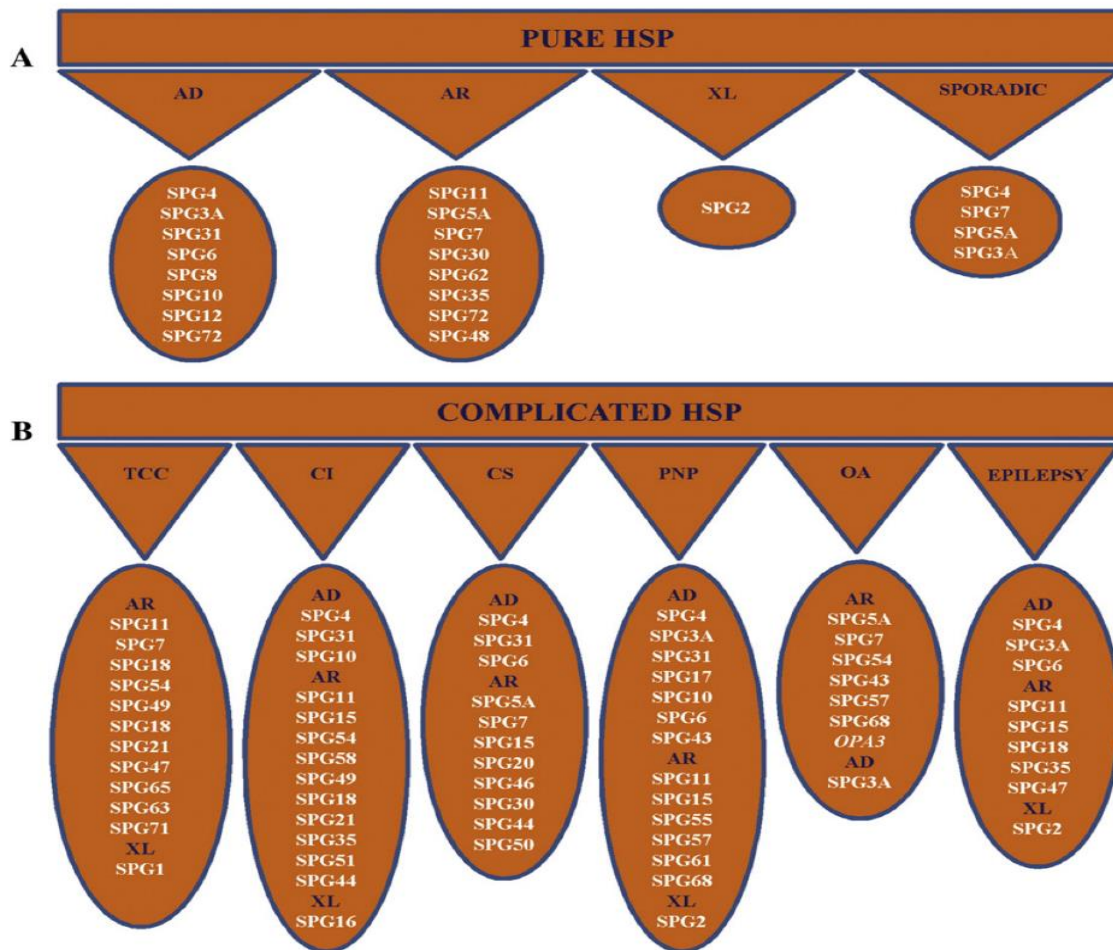 A
PURE HSP
AD
SPG4
SPG3A
SPG31
SPG6
SPG8
SPG10
SPG12
SPG72
AR
SPG11
SPG5A
SPG7
SPG30
SPG62
SPG35
SPG72
SPG48
XL
SPG2
SPORADIC
SPG4
SPG7
SPG5A
SPG3A
B
COMPLICATED HSP
TCC
AR
SPG11
SPG7
SPG18
SPG54
SPG49
SPG18
SPG21
SPG47
SPG65
SPG63
SPG71
XL
SPG1
CI
AD
SPG4
SPG31
SPG10
AR
SPG11
SPG15
SPG54
SPG58
SPG49
SPG18
SPG21
SPG35
SPG51
SPG44
XL
SPG16
CS
AD
SPG4
SPG31
SPG6
AR
SPG5A
SPG7
SPG15
SPG20
SPG46
SPG30
SPG44
SPG50
PNP
AD
SPG4
SPG3A
SPG31
SPG17
SPG10
SPG6
SPG43
AR
SPG11
SPG15
SPG55
SPG57
SPG61
SPG68
XL
SPG2
OA
AR
SPG5A
SPG7
SPG54
SPG43
SPG57
SPG68
OPA3
AD
SPG3A
EPILEPSY
AD
SPG4
SPG3A
SPG6
AR
SPG11
SPG15
SPG18
SPG35
SPG47
XL
SPG2